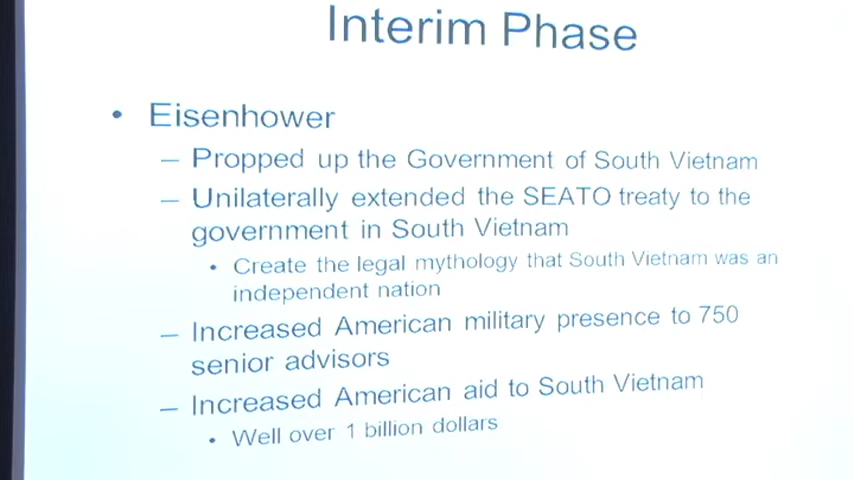 Interim Phase
• Eisenhower
– Propped up the Government of South Vietnam
– Unilaterally extended the SEATO treaty to the
government in South Vietnam
• Create the legal mythology that South Vietnam was an
independent nation
– Increased American military presence to 750
senior advisors
– Increased American aid to South Vietnam
• Well over 1 billion dollars